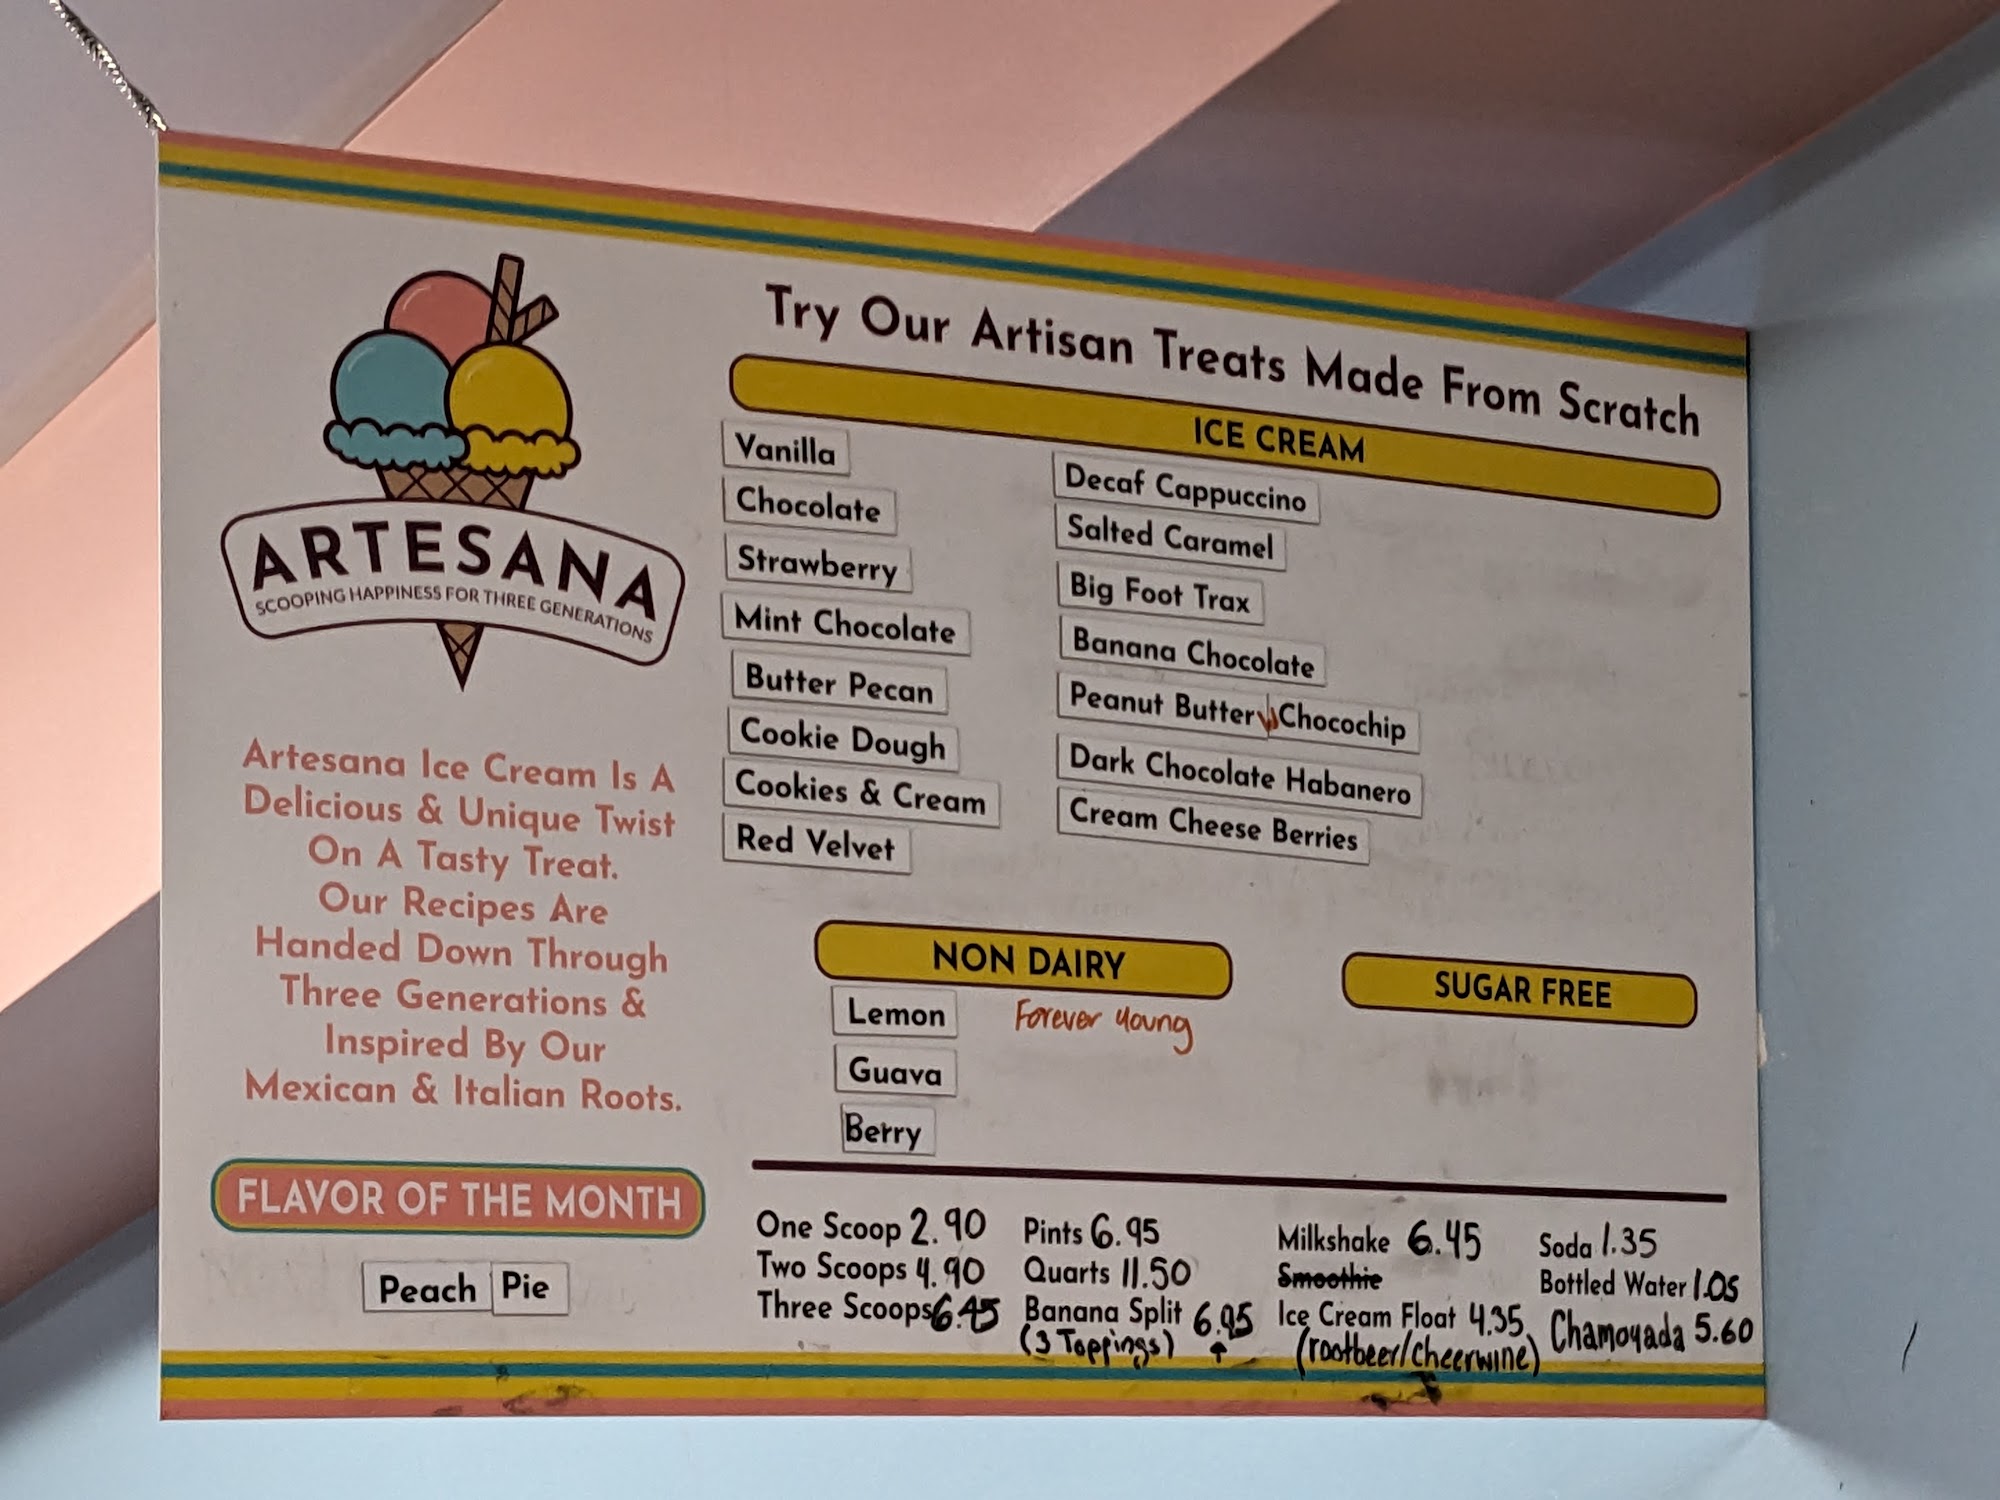 ARTESANA
SCOOPING HAPPINESS FOR THREE GENERATIONS
Artesana Ice Cream Is A
Delicious & Unique Twist
On A Tasty Treat.
Our Recipes Are
Handed Down Through
Three Generations &
Inspired By Our
Mexican & Italian Roots.
FLAVOR OF THE MONTH
Peach Pie
Try Our Artisan Treats Made From Scratch
ICE CREAM
Vanilla
Chocolate
Strawberry
Mint Chocolate
Butter Pecan
Cookie Dough
Cookies & Cream
Red Velvet
Decaf Cappuccino
Salted Caramel
Big Foot Trax
Banana Chocolate
Peanut Butter w Chocochip
Dark Chocolate Habanero
Cream Cheese Berries
NON DAIRY
Lemon
Guava
Berry
Forever Young
SUGAR FREE
One Scoop 2.90
Two Scoops 4.90
Three Scoops 6.45
Pints 6.95
Quarts 11.50
Banana Split 6.95
(3 Toppings)
Milkshake 6.45
Smoothie
Ice Cream Float 4.35
(rootbeer/cheerwine)
Soda 1.35
Bottled Water 1.05
Chamoyada 5.60